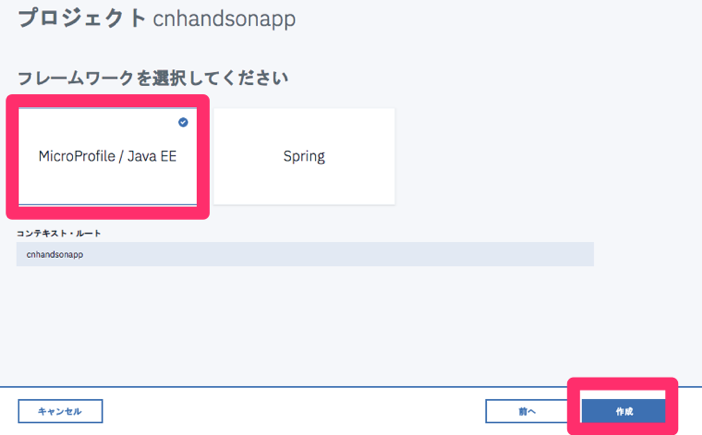 プロジェクト cnhandsonapp
フレームワークを選択してください
MicroProfile / Java EE
Spring
コンテキスト・ルート
cnhandsonapp
キャンセル
前へ
作成